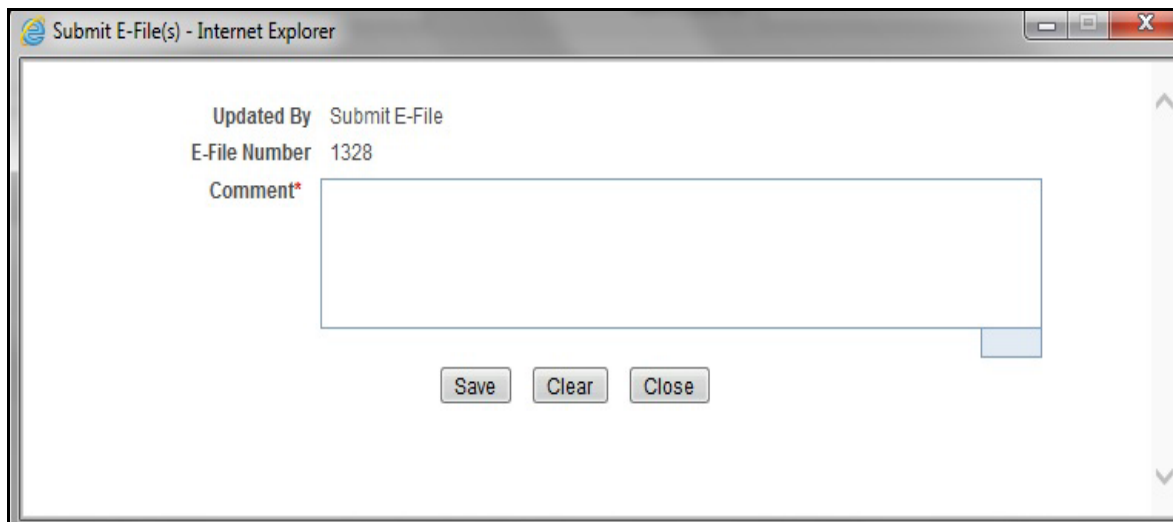 Submit E-File(s) - Internet Explorer
Updated By Submit E-File
E-File Number 1328
Comment*
Save Clear Close